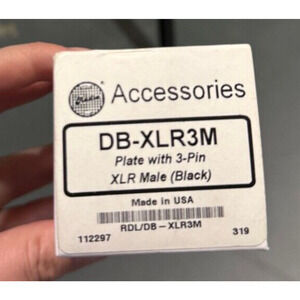 Accessories
DB-XLR3M
Plate with 3-Pin
XLR Male (Black)
Made in USA
RDL/DB - XLR3M
112297 319